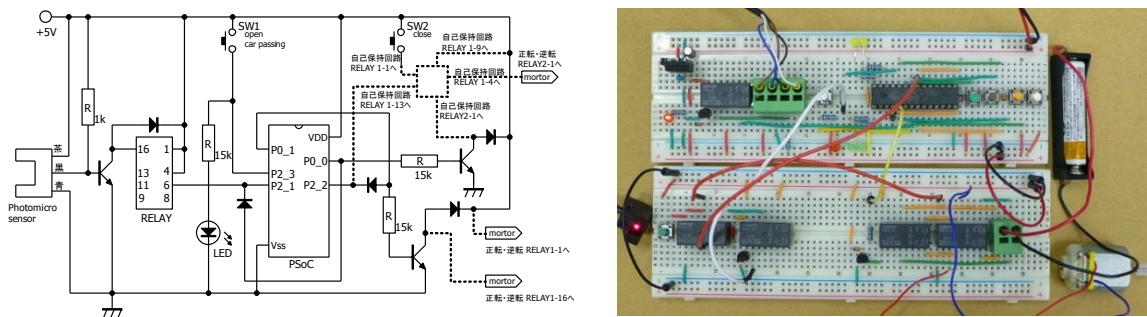 +5V
SW1
open
car passing
SW2
close
自己保持回路
RELAY 1-9へ
正転・逆転
RELAY2-1へ
自己保持回路
RELAY 1-1へ
自己保持回路
RELAY 1-4へ
mortor
自己保持回路
RELAY 1-13へ
自己保持回路
RELAY2-1へ
R
1k
茶
黒
青
Photomicro
sensor
16
1
13
4
11
6
9
8
RELAY
R
15k
LED
VDD
P0_1
P0_0
P2_3
P2_1
P2_2
Vss
PSoC
R
15k
R
15k
mortor
正転・逆転 RELAY1-1へ
mortor
正転・逆転 RELAY1-16へ